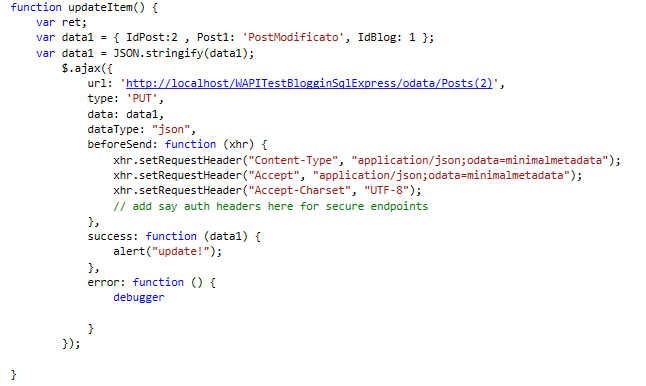 function updateItem() {
var ret;
var data1 = { IdPost:2 , Post1: 'PostModificato', IdBlog: 1 };
var data1 = JSON.stringify(data1);
$.ajax({
url: 'http://localhost/WAPITestBlogginSqlExpress/odata/Posts(2)',
type: 'PUT',
data: data1,
dataType: "json",
beforeSend: function (xhr) {
xhr.setRequestHeader("Content-Type", "application/json;odata=minimalmetadata");
xhr.setRequestHeader("Accept", "application/json;odata=minimalmetadata");
xhr.setRequestHeader("Accept-Charset", "UTF-8");
// add say auth headers here for secure endpoints
},
success: function (data1) {
alert("update!");
},
error: function () {
debugger
}
});
}